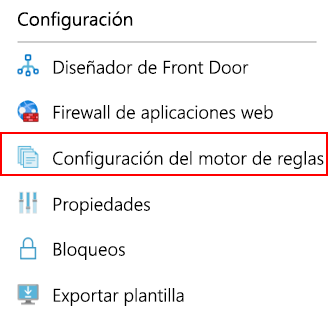 Configuración
Diseñador de Front Door
Firewall de aplicaciones web
Configuración del motor de reglas
Propiedades
Bloqueos
Exportar plantilla